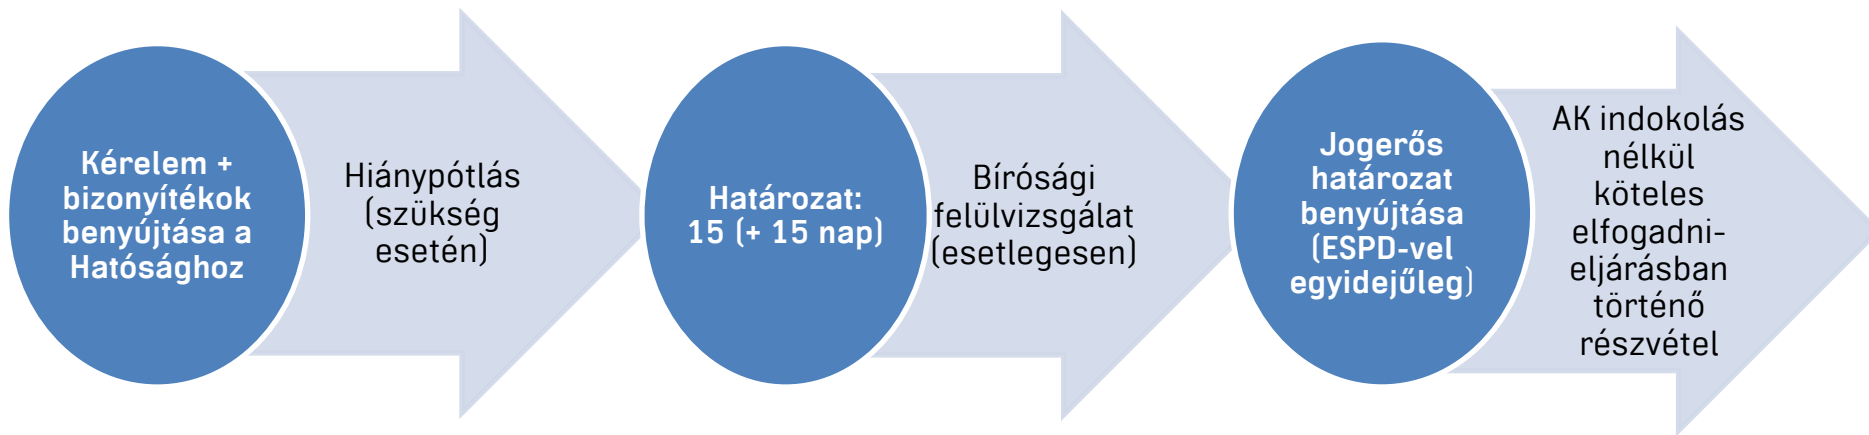 Kérelem +
bizonyítékok
benyújtása a
Hatósághoz
Hiánypótlás
(szükség
esetén)
Határozat:
15 (+ 15 nap)
Bírósági
felülvizsgálat
(esetlegesen)
Jogerős
határozat
benyújtása
(ESPD-vel
egyidejűleg)
AK indokolás
nélkül
köteles
elfogadni-
eljárásban
történő
részvétel